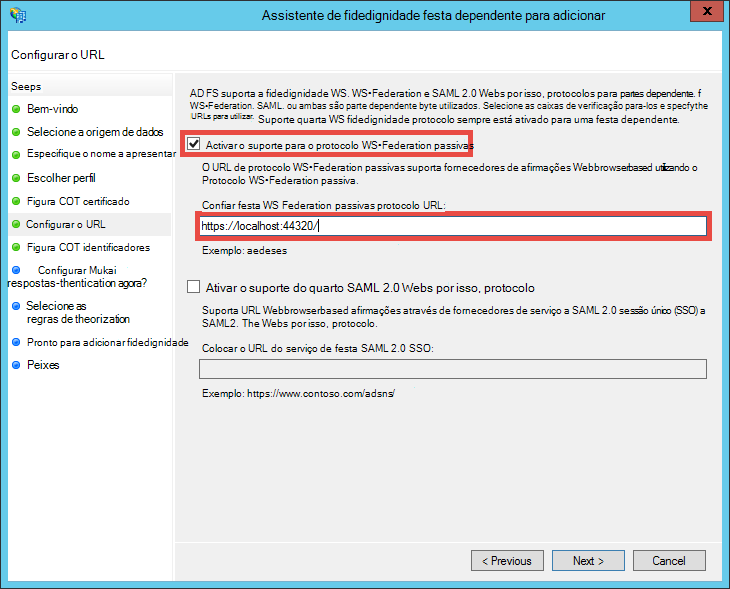 Assistente de fidedignidade festa dependente para adicionar
X
Configurar o URL
Seeps
Bem-vindo
Selecione a origem de dados
Especifique o nome a apresentar
Escolher perfil
Figura COT certificado
Configurar o URL
Figura COT identificadores
Configurar Mukai
respostas-thentication agora?
Selecione as
regras de theorization
Pronto para adicionar fidedignidade
Peixes
AD FS suporta a fidedignidade WS. WS•Federation e SAML 2.0 Webs por isso, protocolos para partes dependente. f
WS•Federation. SAML. ou ambas são parte dependente byte utilizados. Selecione as caixas de verificação para-los e specfythe
URLs para utilizar. Suporte quarta WS fidedignidade protocolo sempre está ativado para uma festa dependente.
Activar o suporte para o protocolo WS•Federation passivas
O URL de protocolo WS•Federation passivas suporta fornecedores de afirmações Webbrowserbased utilizando o
Protocolo WS•Federation passiva.
Confiar festa WS Federation passivas protocolo URL:
https://localhost:44320/
Exemplo: aedeses
Ativar o suporte do quarto SAML 2.0 Webs por isso, protocolo
Suporta URL Webbrowserbased afirmações através de fornecedores de serviço a SAML 2.0 sessão único (SSO) a
SAML2. The Webs por isso, protocolo.
Colocar o URL do serviço de festa SAML 2.0 SSO:
Exemplo: https://www.contoso.com/adsns/
< Previous
Next >
Cancel